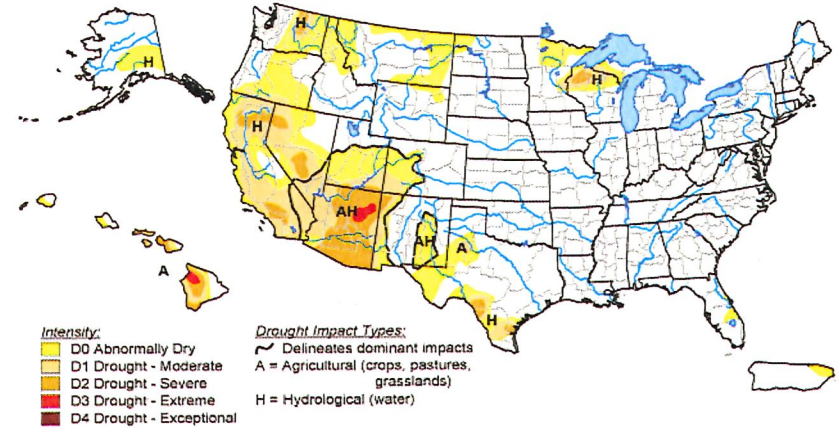 H
H
H
H
AH
AH
A
A
H
Intensity:
D0 Abnormally Dry
D1 Drought - Moderate
D2 Drought - Severe
D3 Drought - Extreme
D4 Drought - Exceptional
Drought Impact Types:
Delineates dominant impacts
A = Agricultural (crops, pastures,
grasslands)
H = Hydrological (water)